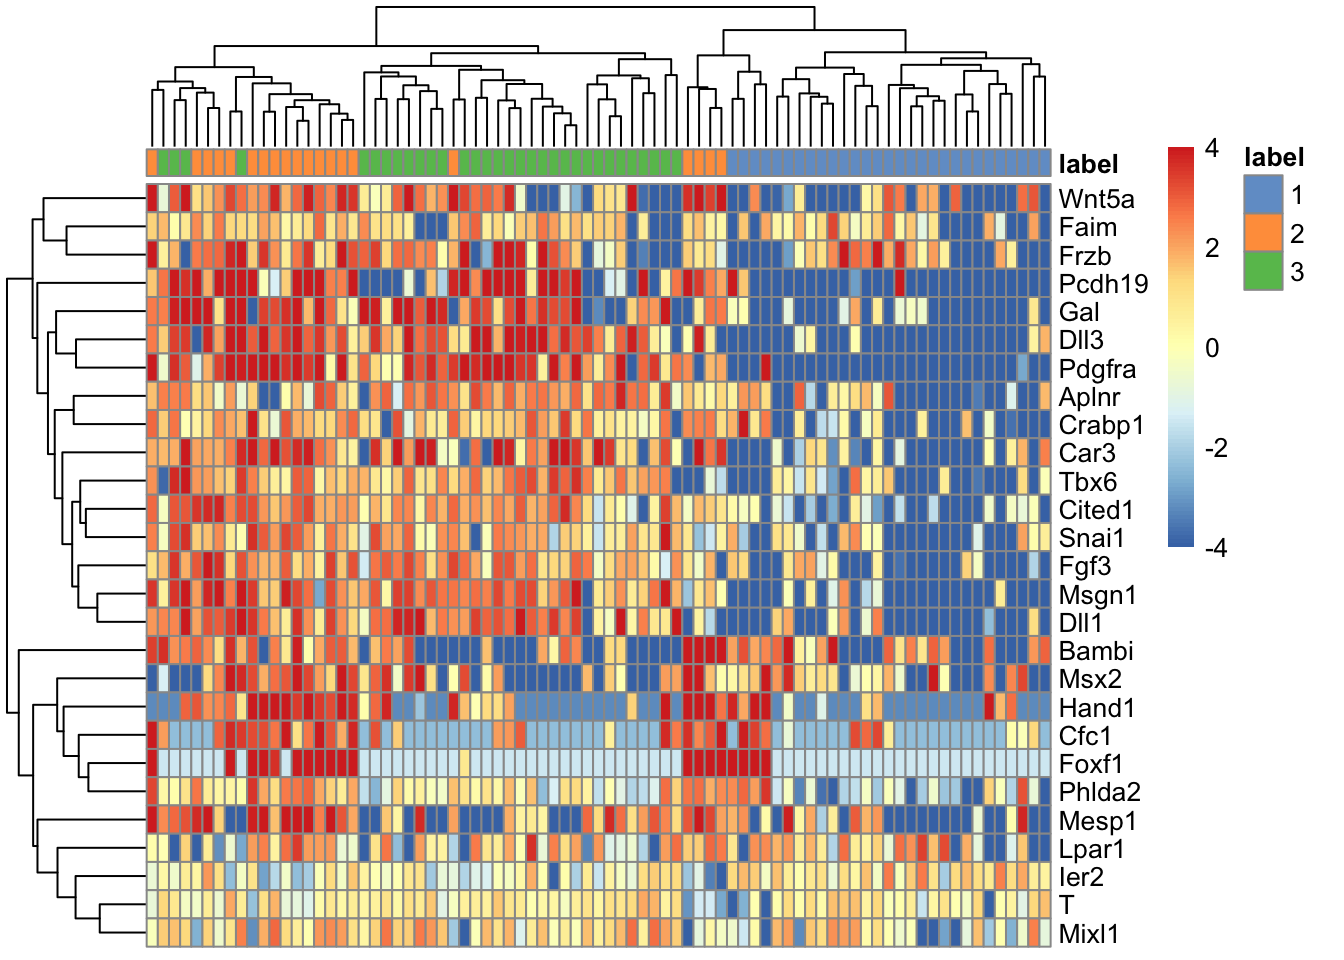 label
Wnt5a
Faim
Frzb
Pcdh19
Gal
Dll3
Pdgfra
Aplnr
Crabp1
Car3
Tbx6
Cited1
Snai1
Fgf3
Msgn1
Dll1
Bambi
Msx2
Hand1
Cfc1
Foxf1
Phlda2
Mesp1
Lpar1
Ier2
T
Mixl1
4
2
0
-2
-4
label
1
2
3